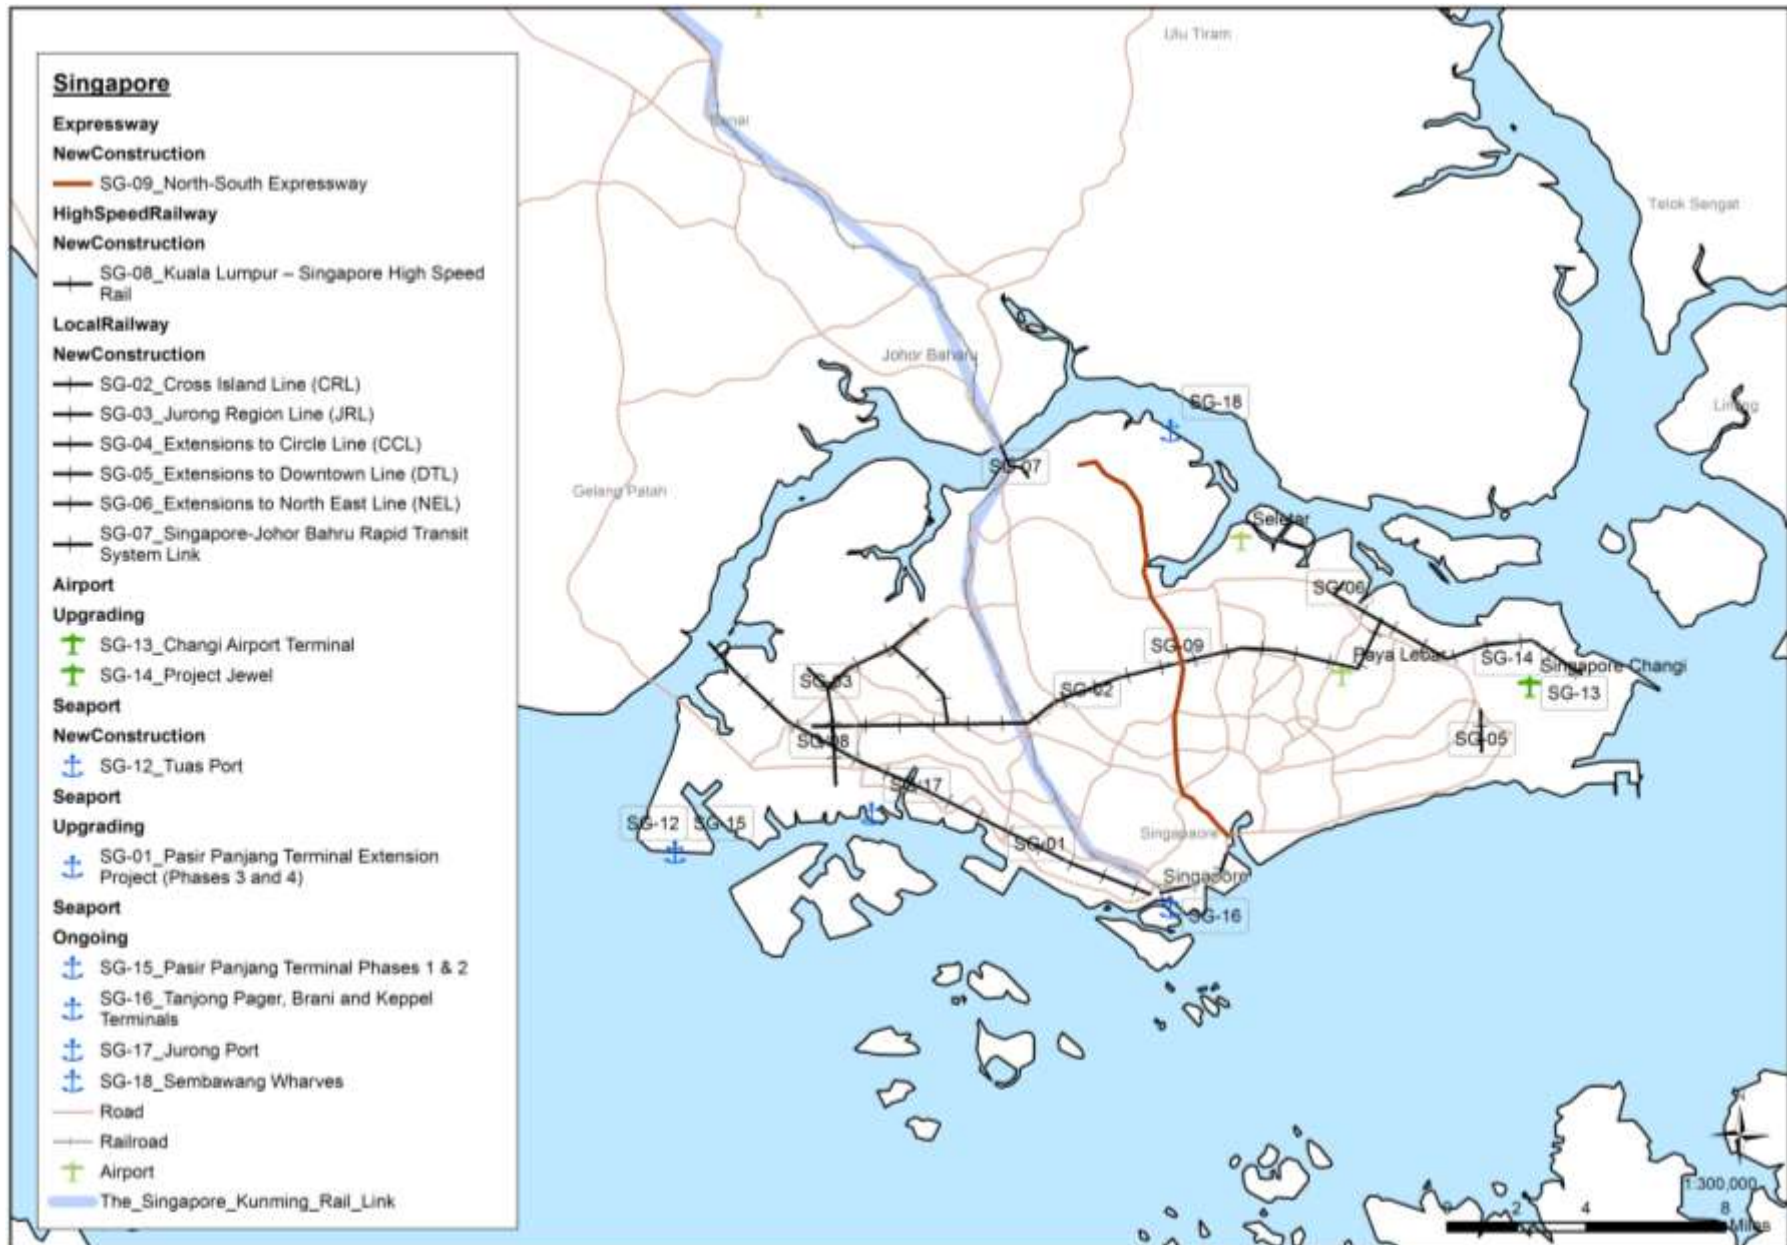 Singapore
Expressway
NewConstruction
SG-09_North-South Expressway
HighSpeedRailway
NewConstruction
SG-08_Kuala Lumpur – Singapore High Speed
Rail
LocalRailway
NewConstruction
SG-02_Cross Island Line (CRL)
SG-03_Jurong Region Line (JRL)
SG-04_Extensions to Circle Line (CCL)
SG-05_Extensions to Downtown Line (DTL)
SG-06_Extensions to North East Line (NEL)
SG-07_Singapore-Johor Bahru Rapid Transit
System Link
Airport
Upgrading
SG-13_Changi Airport Terminal
SG-14_Project Jewel
Seaport
NewConstruction
SG-12_Tuas Port
Seaport
Upgrading
SG-01_Pasir Panjang Terminal Extension
Project (Phases 3 and 4)
Seaport
Ongoing
SG-15_Pasir Panjang Terminal Phases 1 & 2
SG-16_Tanjong Pager, Brani and Keppel
Terminals
SG-17_Jurong Port
SG-18_Sembawang Wharves
Road
Railroad
Airport
The_Singapore_Kunming_Rail_Link
Ulu Tiram
Senai
Telok Sengat
Johor Baharu
SG-18
SG-07
Gelang Patah
Seletar
SG-06
SG-09
Paya Lebar
SG-14
Singapore Changi
SG-03
SG-02
SG-13
SG-08
SG-05
SG-17
SG-12
SG-15
SG-01
Singapore
SG-16
N
1:300,000
0 2 4 8
Miles